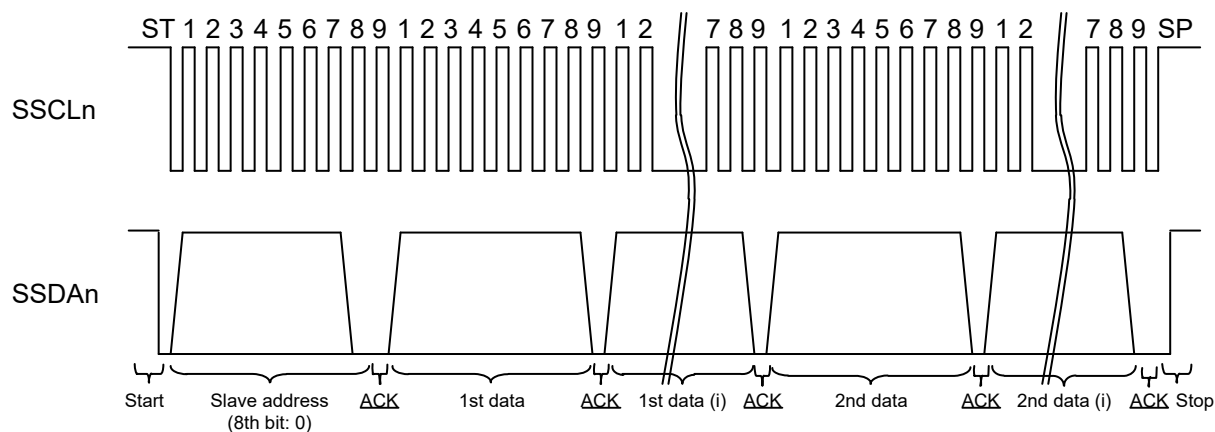 ST 1 2 3 4 5 6 7 8 9 1 2 3 4 5 6 7 8 9 1 2 7 8 9 1 2 3 4 5 6 7 8 9 1 2 7 8 9 SP
SSCLn
SSDAn
Start Slave address ACK 1st data ACK 1st data (i) ACK 2nd data ACK 2nd data (i) ACK Stop
(8th bit: 0)